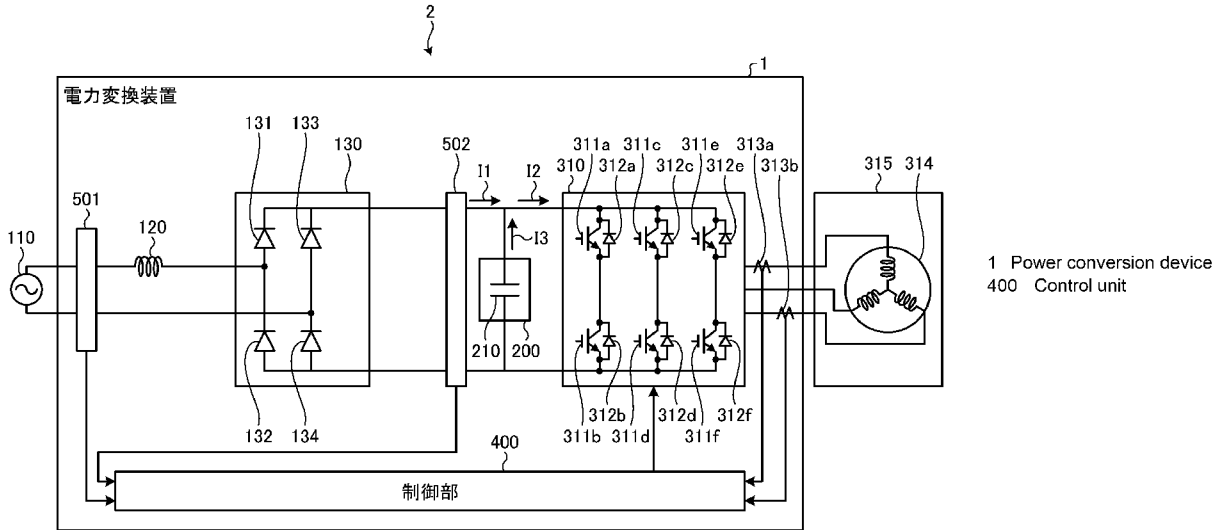 2
1
電力変換装置
131 133
130
502
I1 I2
310
311a 311c 311e 313a
312a 312c 312e 313b
315 314
501
120
110
I3
210 200
132 134
312b 312d 312f
311b 311d 311f
400
制御部
1 Power conversion device
400 Control unit